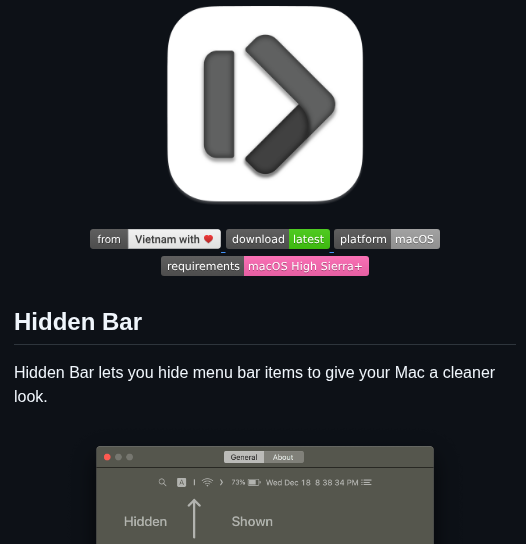 from Vietnam with ❤ download latest platform macOS
requirements macOS High Sierra+
Hidden Bar
Hidden Bar lets you hide menu bar items to give your Mac a cleaner
look.
General About
A 73% Wed Dec 18 8 38 34 PM
Hidden Shown